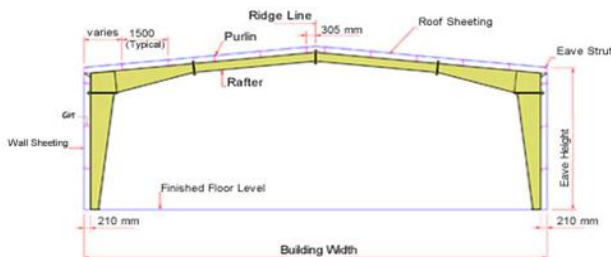 Ridge Line
varies
1500
(Typical)
Purlin
305 mm
Roof Sheeting
Eave Strut
Rafter
Girt
Wall Sheeting
Eave Height
Finished Floor Level
210 mm
210 mm
Building Width